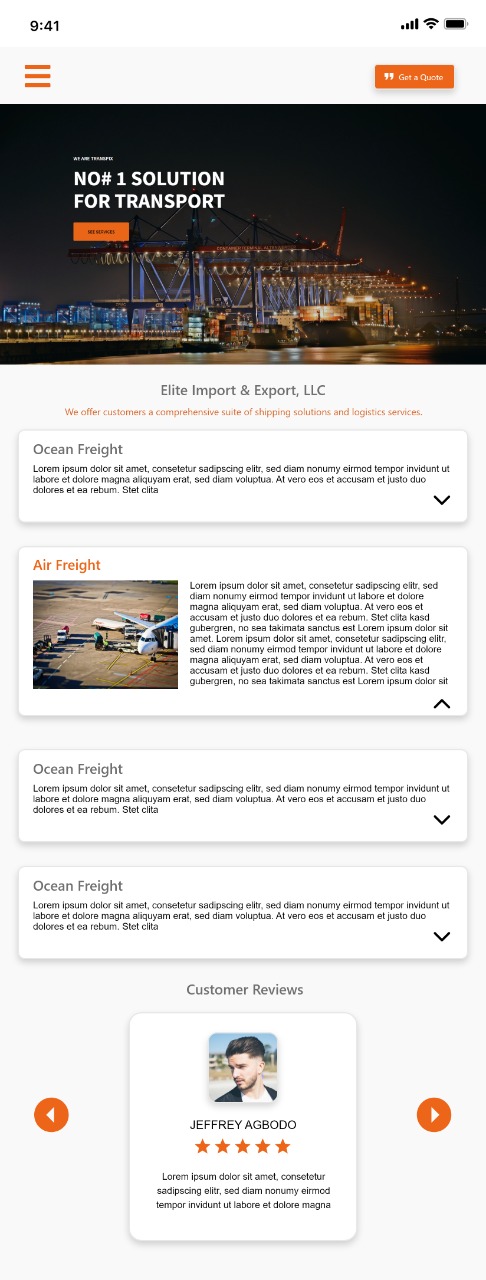 9:41
Get a Quote
WE ARE TRANSFIX
NO# 1 SOLUTION
FOR TRANSPORT
SEE SERVICES
Elite Import & Export, LLC
We offer customers a comprehensive suite of shipping solutions and logistics services.
Ocean Freight
Lorem ipsum dolor sit amet, consetetur sadipscing elitr, sed diam nonumy eirmod tempor invidunt ut
labore et dolore magna aliquyam erat, sed diam voluptua. At vero eos et accusam et justo duo
dolores et ea rebum. Stet clita
Air Freight
Lorem ipsum dolor sit amet, consetetur sadipscing elitr, sed
diam nonumy eirmod tempor invidunt ut labore et dolore
magna aliquyam erat, sed diam voluptua. At vero eos et
accusam et justo duo dolores et ea rebum. Stet clita kasd
gubergren, no sea takimata sanctus est Lorem ipsum dolor sit
amet. Lorem ipsum dolor sit amet, consetetur sadipscing elitr,
sed diam nonumy eirmod tempor invidunt ut labore et dolore
magna aliquyam erat, sed diam voluptua. At vero eos et
accusam et justo duo dolores et ea rebum. Stet clita kasd
gubergren, no sea takimata sanctus est Lorem ipsum dolor sit
Ocean Freight
Lorem ipsum dolor sit amet, consetetur sadipscing elitr, sed diam nonumy eirmod tempor invidunt ut
labore et dolore magna aliquyam erat, sed diam voluptua. At vero eos et accusam et justo duo
dolores et ea rebum. Stet clita
Ocean Freight
Lorem ipsum dolor sit amet, consetetur sadipscing elitr, sed diam nonumy eirmod tempor invidunt ut
labore et dolore magna aliquyam erat, sed diam voluptua. At vero eos et accusam et justo duo
dolores et ea rebum. Stet clita
Customer Reviews
JEFFREY AGBODO
Lorem ipsum dolor sit amet, consetetur
sadipscing elitr, sed diam nonumy eirmod
tempor invidunt ut labore et dolore magna